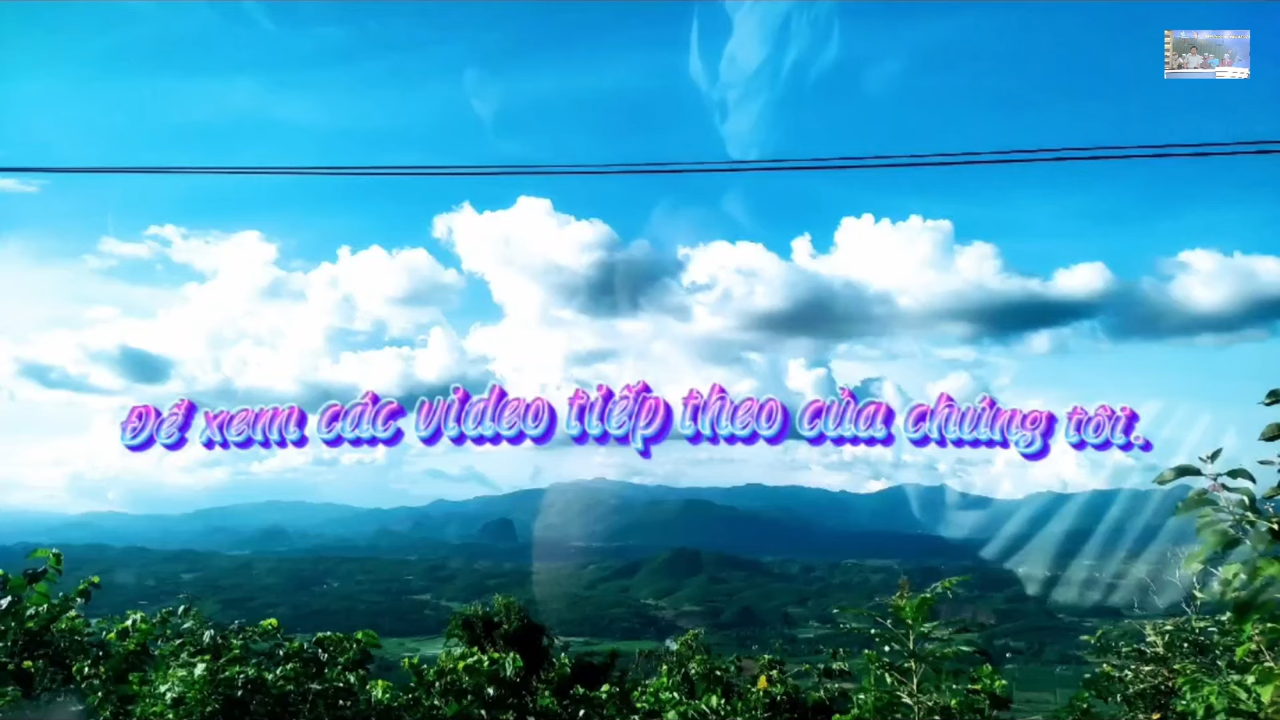 Để xem các video tiếp theo của chúng tôi.